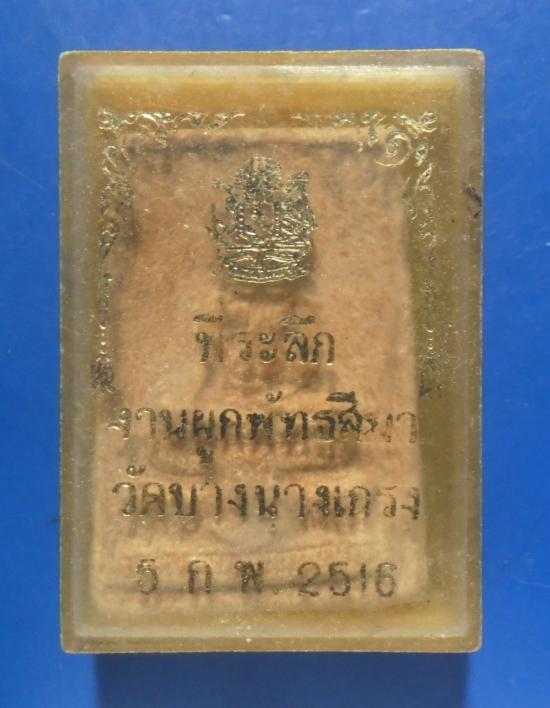 ที่ระลึก
งานผูกพัทธสีมา
วัดบางนางเกรง
5 ก พ. 2516